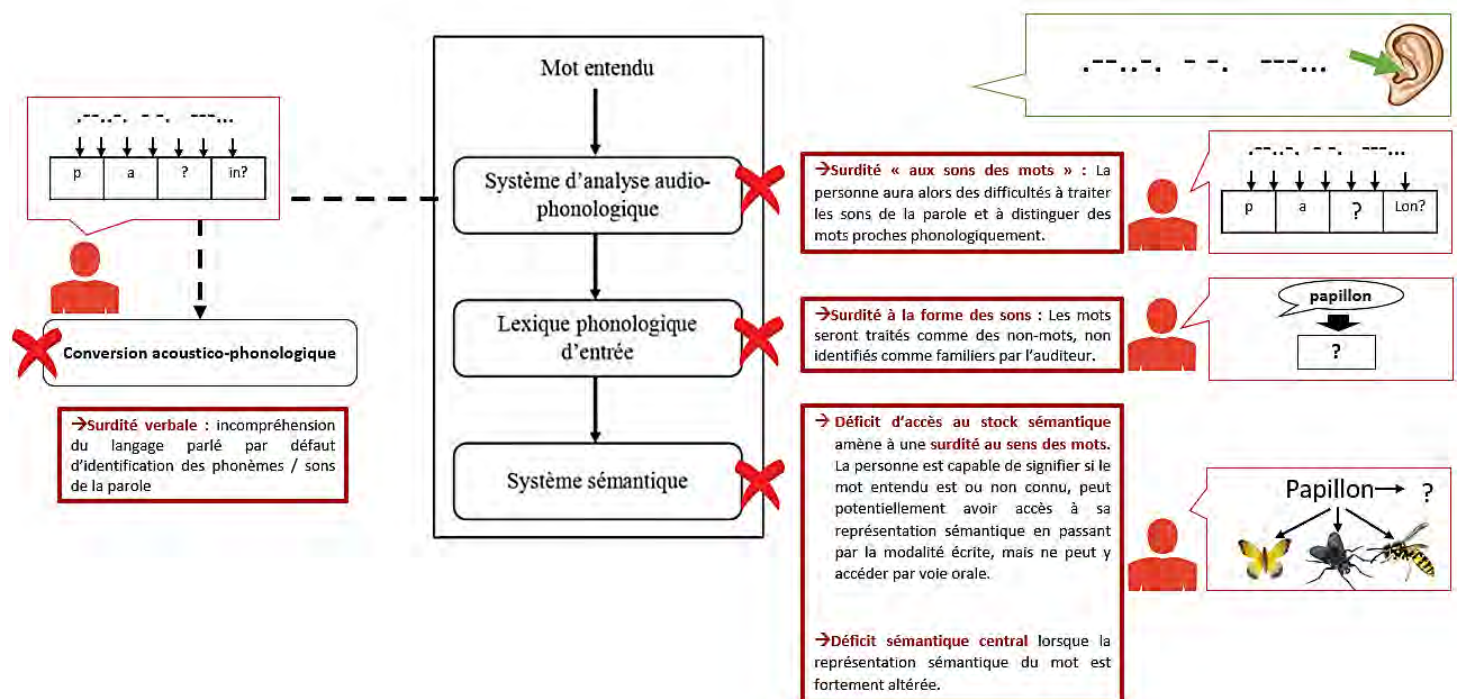 Mot entendu
.--..-. - -. ---...
.--..-. - -. ---...
p a ? in?
Système d'analyse audio-
phonologique
→Surdité « aux sons des mots » : La
personne aura alors des difficultés à traiter
les sons de la parole et à distinguer des
mots proches phonologiquement.
.--..-. - -. ---...
p a ? Lon?
Conversion acoustico-phonologique
→Surdité verbale : incompréhension
du langage parlé par défaut
d'identification des phonèmes / sons
de la parole
Lexique phonologique
d'entrée
→Surdité à la forme des sons : Les mots
seront traités comme des non-mots, non
identifiés comme familiers par l'auditeur.
papillon
?
Système sémantique
→ Déficit d'accès au stock sémantique
amène à une surdité au sens des mots.
La personne est capable de signifier si le
mot entendu est ou non connu, peut
potentiellement avoir accès à sa
représentation sémantique en passant
par la modalité écrite, mais ne peut y
accéder par voie orale.
→Déficit sémantique central lorsque la
représentation sémantique du mot est
fortement altérée.
Papillon→ ?